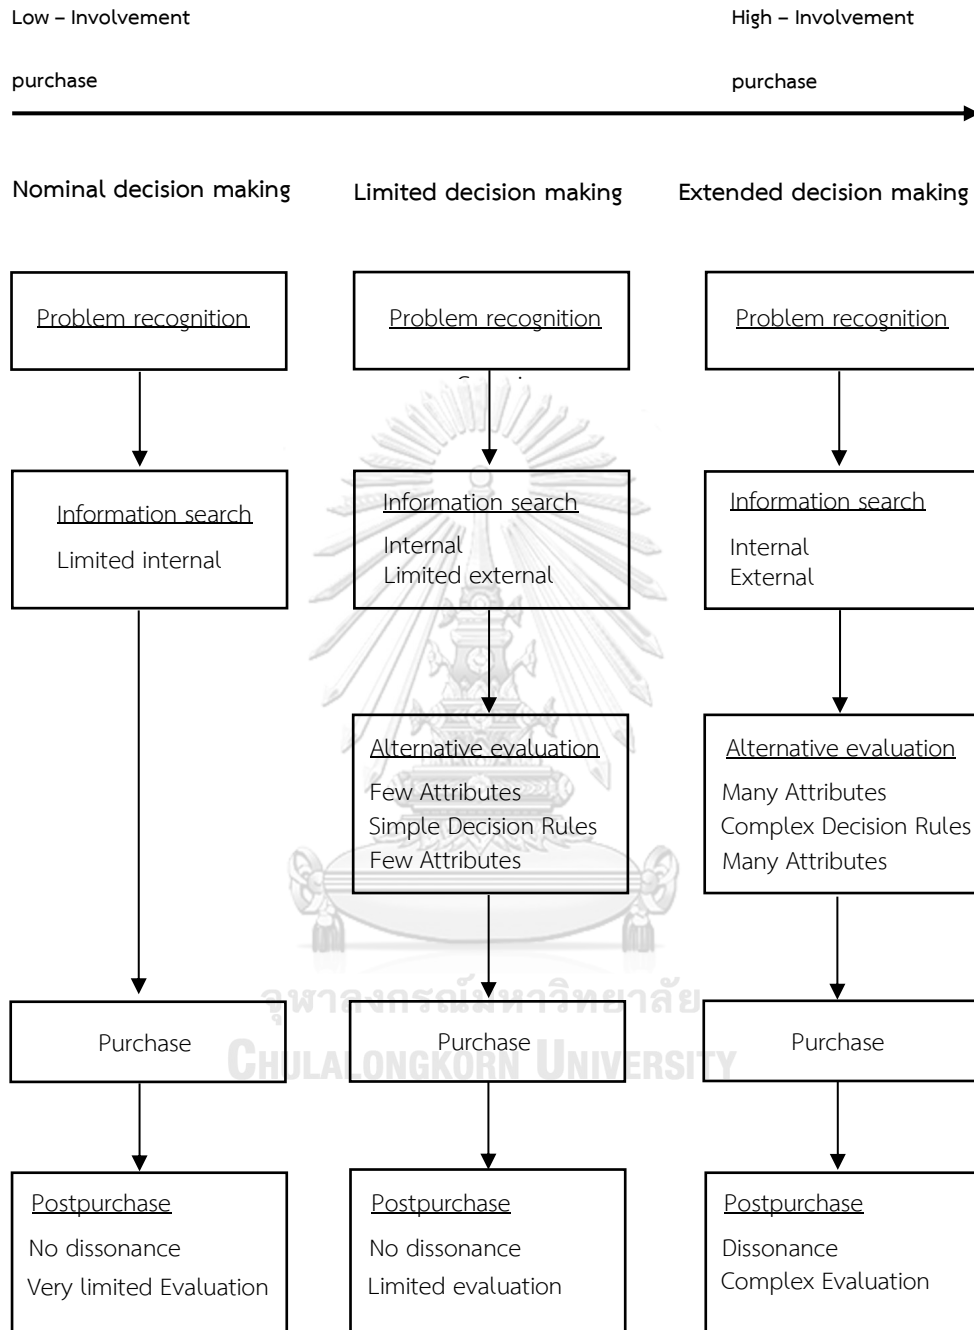 Low – Involvement
purchase
High – Involvement
purchase
Nominal decision making
Limited decision making
Extended decision making
Problem recognition
Problem recognition
Problem recognition
Information search
Limited internal
Information search
Internal
Limited external
Information search
Internal
External
Alternative evaluation
Few Attributes
Simple Decision Rules
Few Attributes
Alternative evaluation
Many Attributes
Complex Decision Rules
Many Attributes
จุฬาลงกรณ์มหาวิทยาลัย
CHULALONGKORN UNIVERSITY
Purchase
Purchase
Purchase
Postpurchase
No dissonance
Very limited Evaluation
Postpurchase
No dissonance
Limited evaluation
Postpurchase
Dissonance
Complex Evaluation